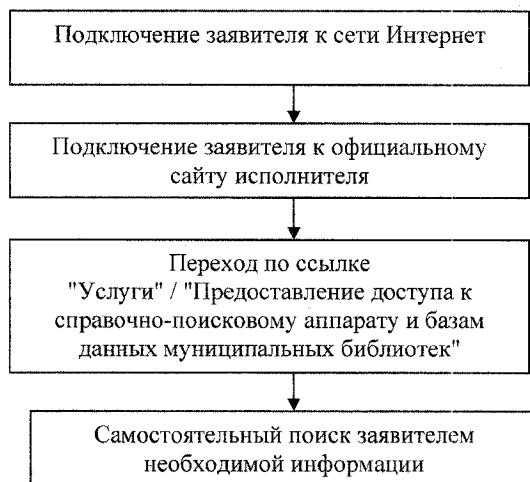 Подключение заявителя к сети Интернет
Подключение заявителя к официальному
сайту исполнителя
Переход по ссылке
"Услуги" / "Предоставление доступа к
справочно-поисковому аппарату и базам
данных муниципальных библиотек"
Самостоятельный поиск заявителем
необходимой информации